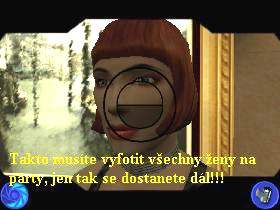 Takto musíte vyfotit všechny ženy na
party, jen tak se dostanete dál!!!